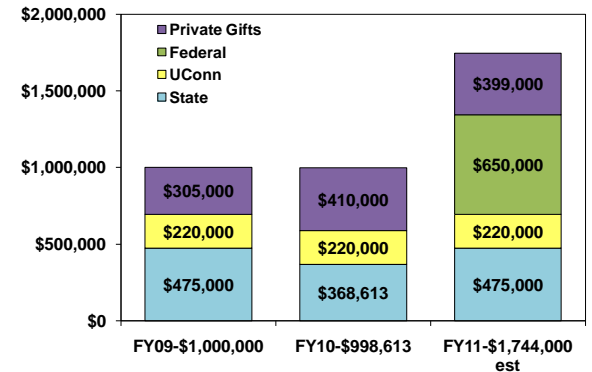 $2,000,000
$1,500,000
$1,000,000
$500,000
$0
Private Gifts
Federal
UConn
State
$305,000
$220,000
$475,000
$410,000
$220,000
$368,613
$399,000
$650,000
$220,000
$475,000
FY09-$1,000,000
FY10-$998,613
FY11-$1,744,000
est